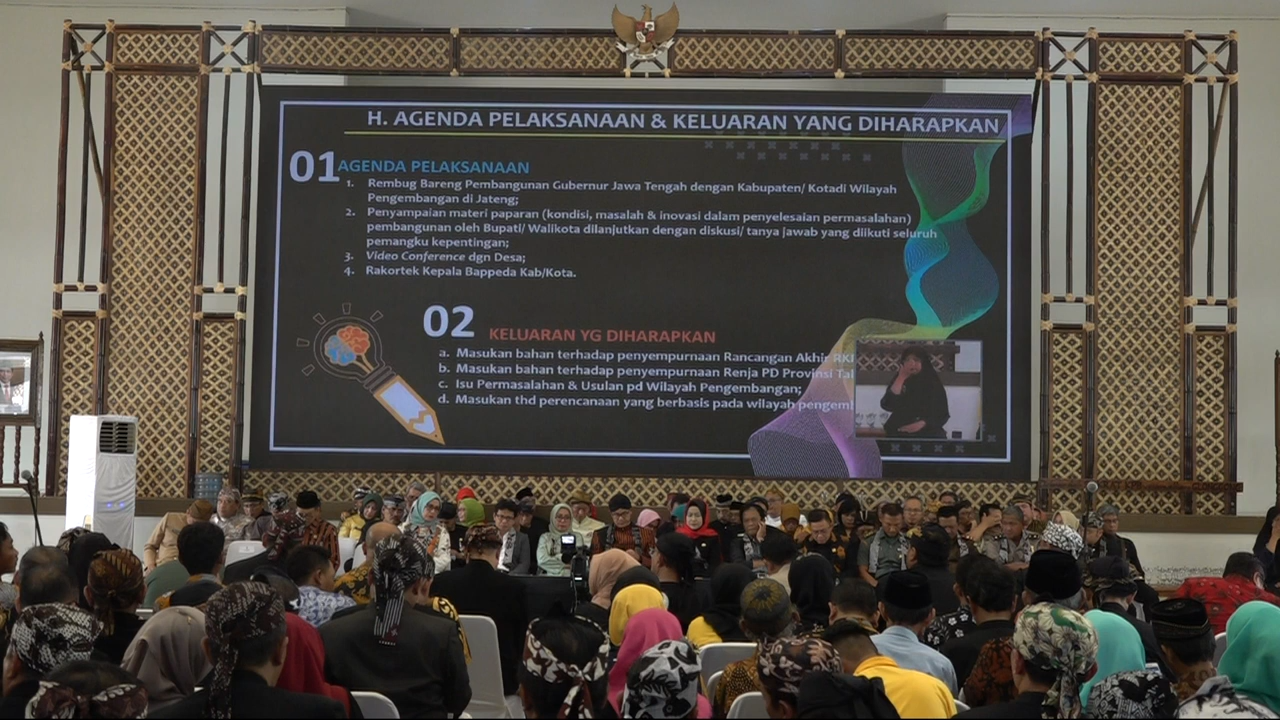 H. AGENDA PELAKSANAAN & KELUARAN YANG DIHARAPKAN
01 AGENDA PELAKSANAAN
1. Rembug Bareng Pembangunan Gubernur Jawa Tengah dengan Kabupaten/ Kotadi Wilayah
Pengembangan di Jateng;
2. Penyampaian materi paparan (kondisi, masalah & inovasi dalam penyelesaian permasalahan)
pembangunan oleh Bupati/ Walikota dilanjutkan dengan diskusi/ tanya jawab yang diikuti seluruh
pemangku kepentingan;
3. Video Conference dgn Desa;
4. Rakortek Kepala Bappeda Kab/Kota.
02 KELUARAN YG DIHARAPKAN
a. Masukan bahan terhadap penyempurnaan Rancangan Akhir
b. Masukan bahan terhadap penyempurnaan Renja PD Provinsi
c. Isu Permasalahan & Usulan pd Wilayah Pengembangan;
d. Masukan thd perencanaan yang berbasis pada wilayah